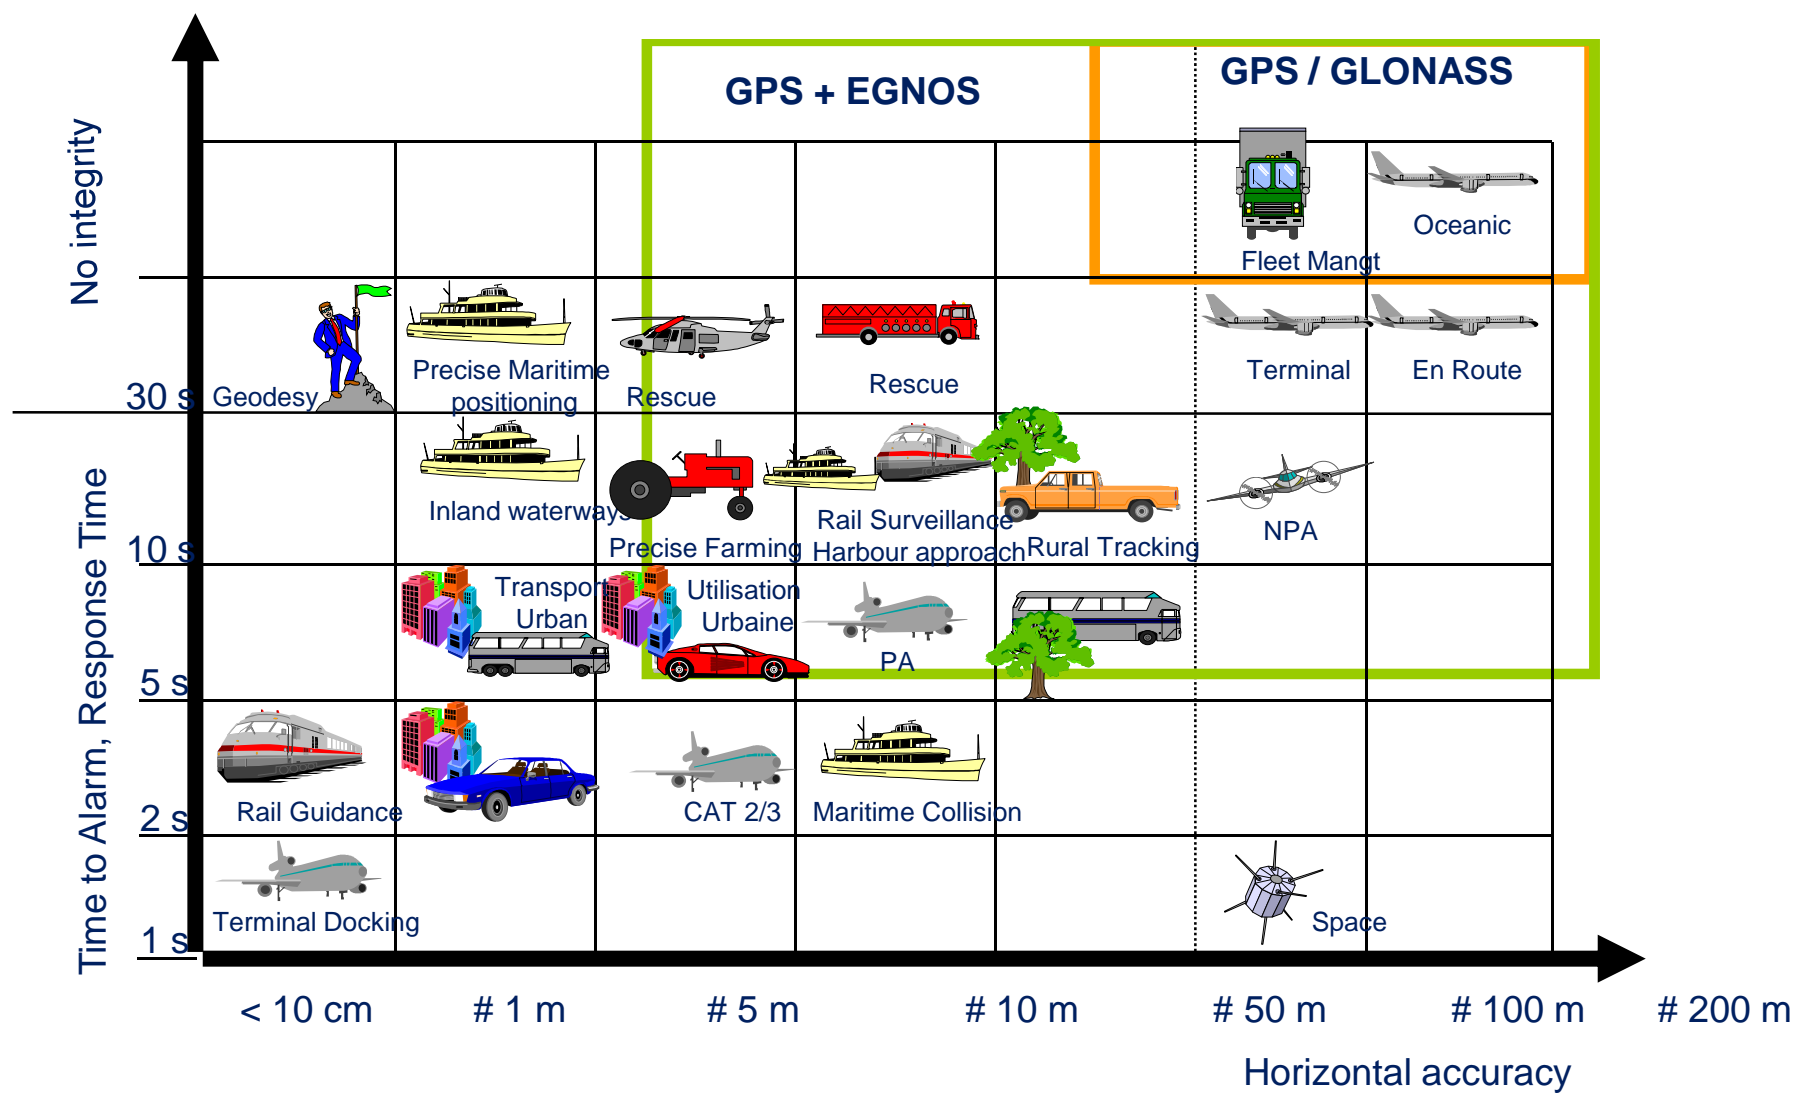 GPS + EGNOS
GPS / GLONASS
No integrity
Oceanic
Fleet Mangt
Geodesy
Precise Maritime
positioning
Rescue
Rescue
Terminal
En Route
30 s
Inland waterways
Precise Farming
Rail Surveillance
Harbour approach
Rural Tracking
NPA
10 s
Time to Alarm, Response Time
Transport
Urban
Utilisation
Urbaine
PA
5 s
Rail Guidance
CAT 2/3
Maritime Collision
2 s
Terminal Docking
Space
1 s
< 10 cm
# 1 m
# 5 m
# 10 m
# 50 m
# 100 m
# 200 m
Horizontal accuracy